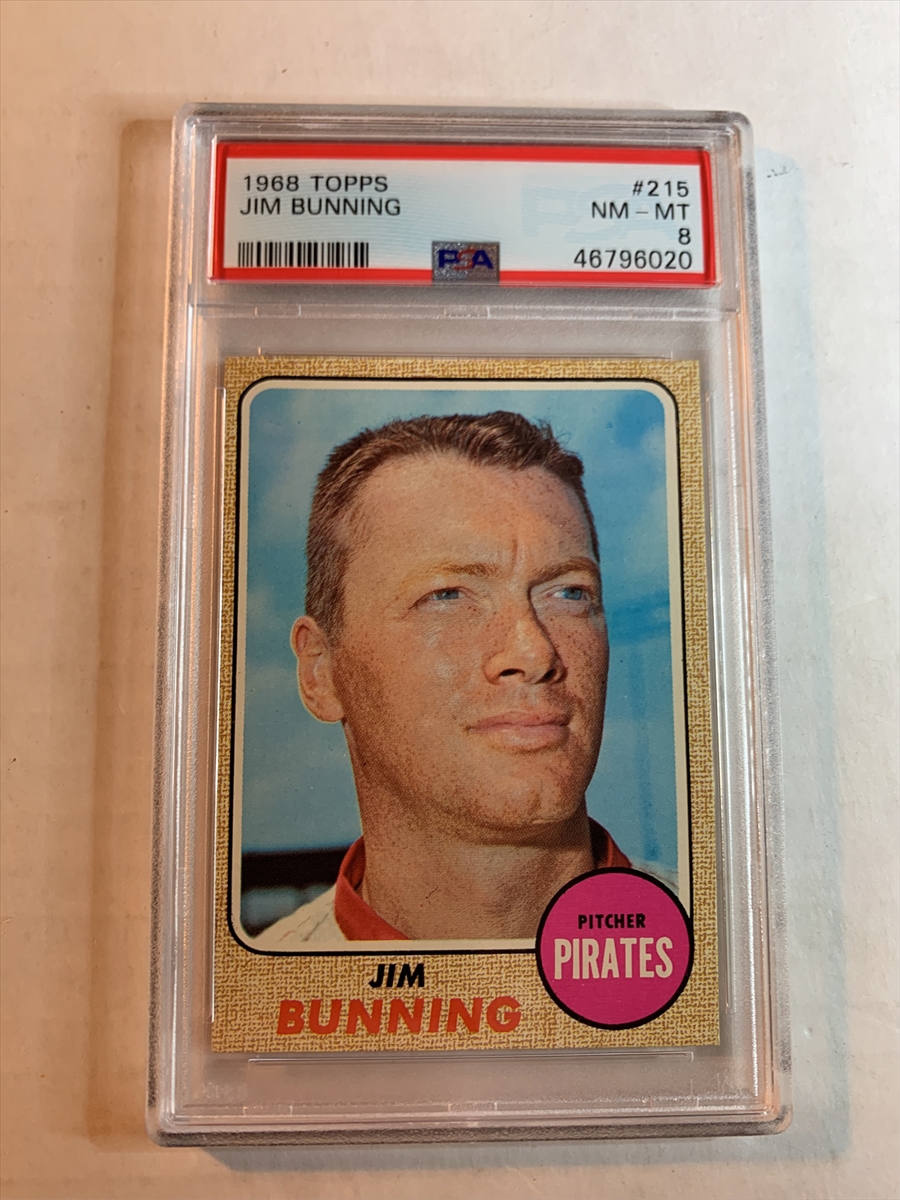 1968 TOPPS #215
JIM BUNNING NM - MT
8
PSA 46796020
JIM
BUNNING
PITCHER
PIRATES